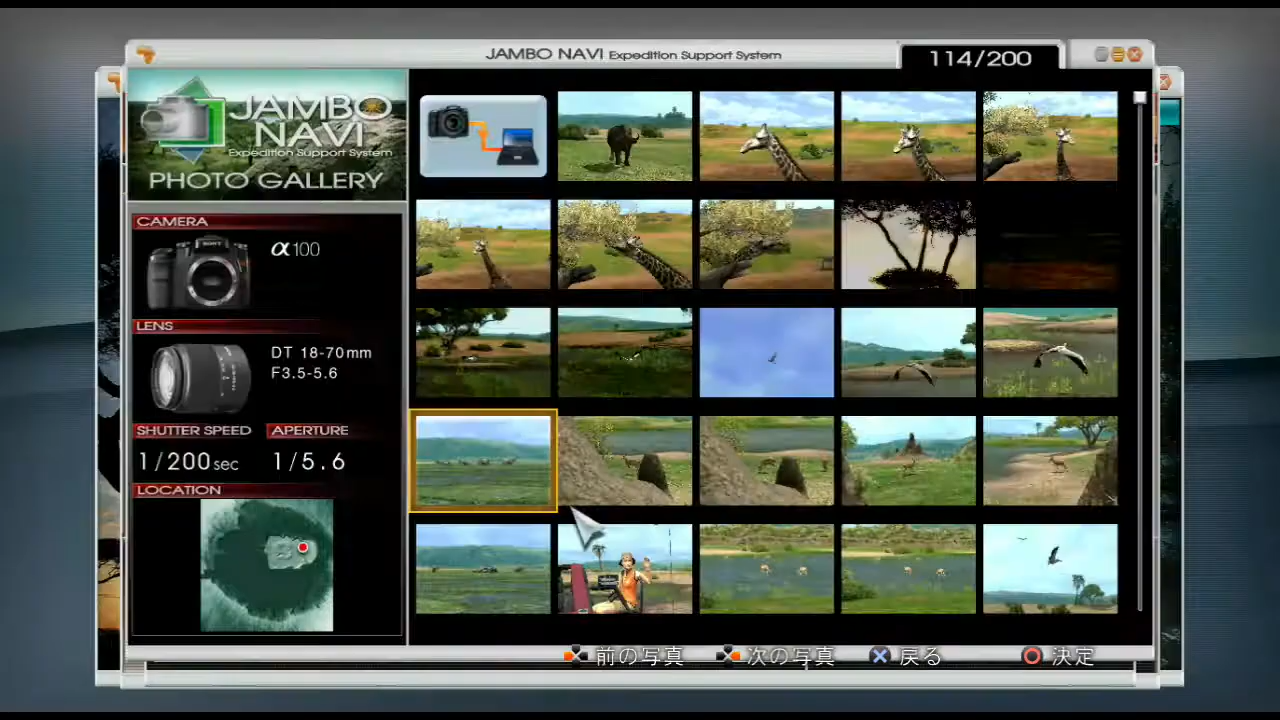 JAMBO NAVI Expedition Support System
114/200
JAMBO
NAVI
Expedition Support System
PHOTO GALLERY
CAMERA
SONY
α100
LENS
DT 18-70mm
F3.5-5.6
SHUTTER SPEED
APERTURE
1/200sec
1/5.6
LOCATION
前の写真
次の写真
戻る
決定